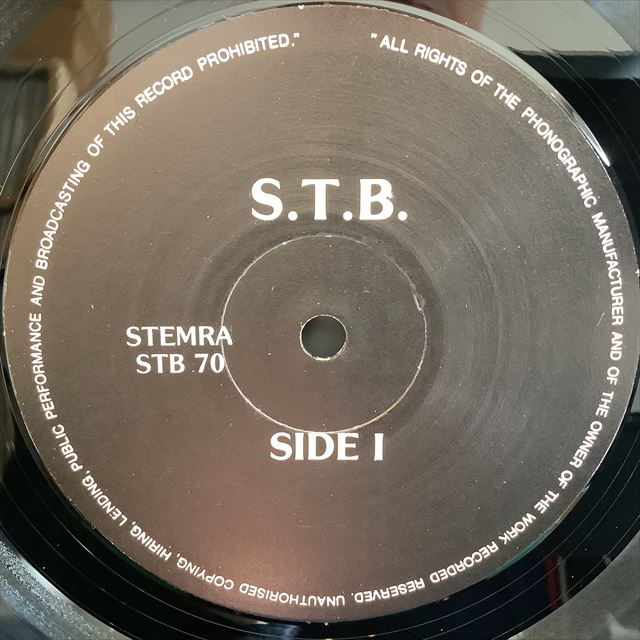 "ALL RIGHTS OF THE PHONOGRAPHIC MANUFACTURER AND OF THE OWNER OF THE WORK RECORDED RESERVED. UNAUTHORISED COPYING, HIRING, LENDING, PUBLIC PERFORMANCE AND BROADCASTING OF THIS RECORD PROHIBITED."
S.T.B.
STEMRA
STB 70
SIDE I